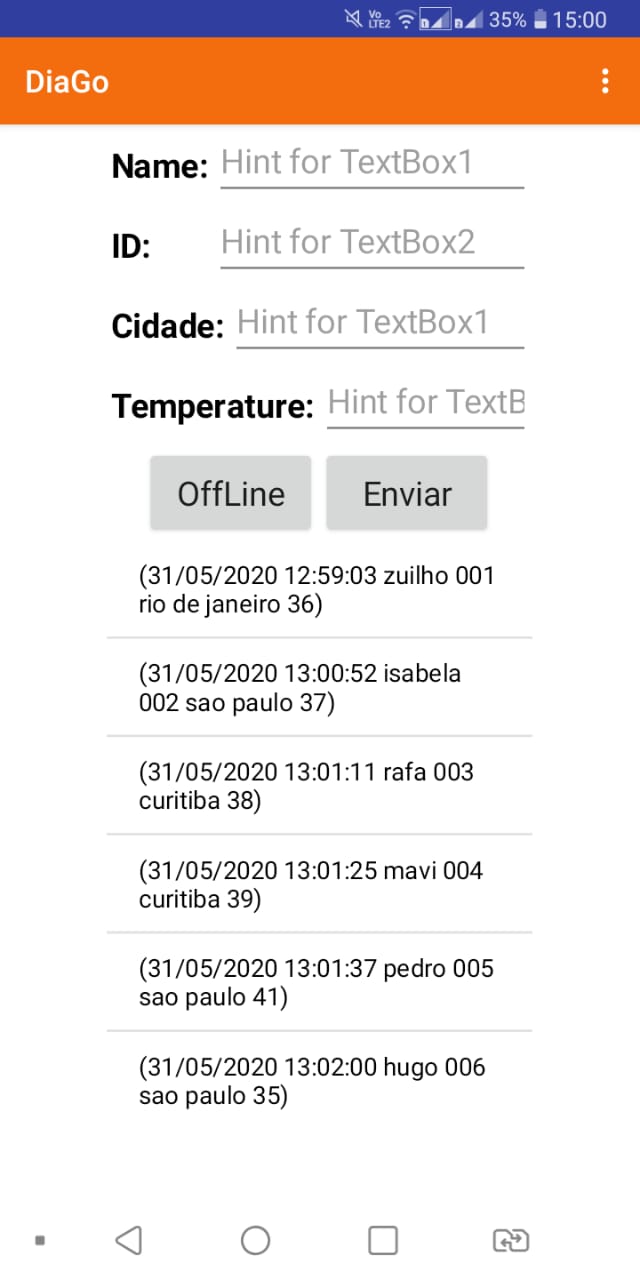 Vo LTE2 1 2 35% 15:00
DiaGo
Name: Hint for TextBox1
ID: Hint for TextBox2
Cidade: Hint for TextBox1
Temperature: Hint for TextB
OffLine Enviar
(31/05/2020 12:59:03 zuilho 001
rio de janeiro 36)
(31/05/2020 13:00:52 isabela
002 sao paulo 37)
(31/05/2020 13:01:11 rafa 003
curitiba 38)
(31/05/2020 13:01:25 mavi 004
curitiba 39)
(31/05/2020 13:01:37 pedro 005
sao paulo 41)
(31/05/2020 13:02:00 hugo 006
sao paulo 35)